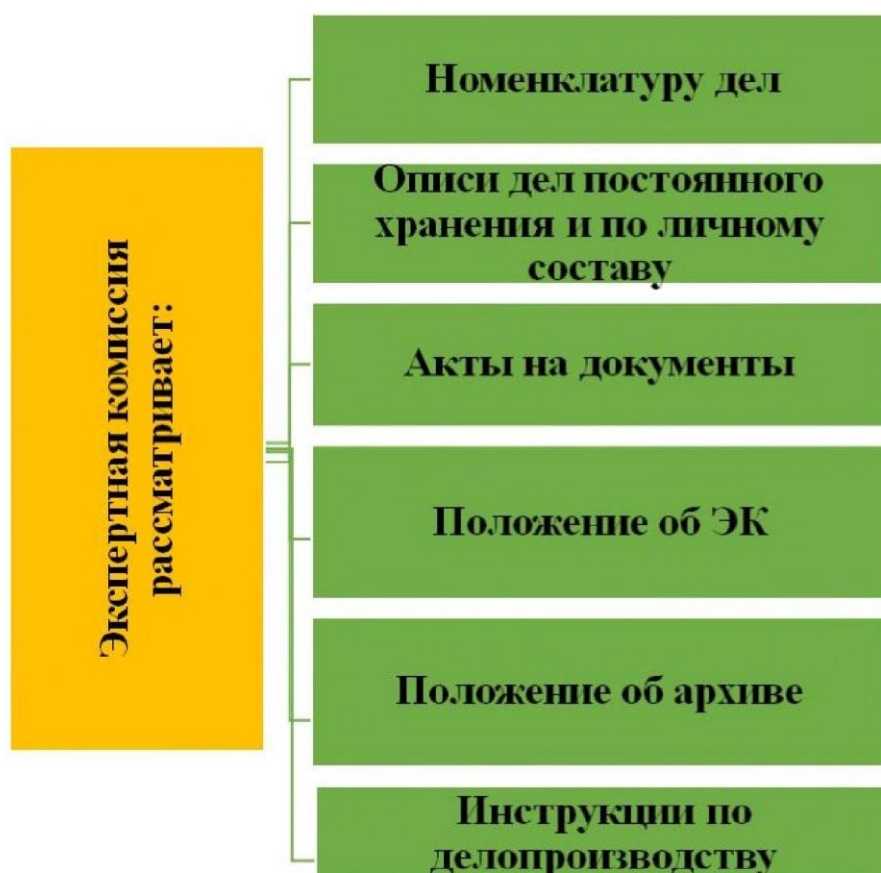 Экспертная комиссия
рассматривает:
Номенклатуру дел
Описи дел постоянного
хранения и по личному
составу
Акты на документы
Положение об ЭК
Положение об архиве
Инструкции по
делопроизводству